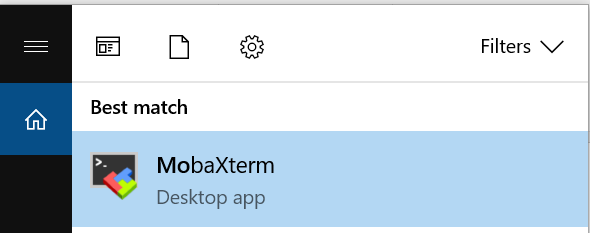 Filters
Best match
>_
MobaXterm
Desktop app